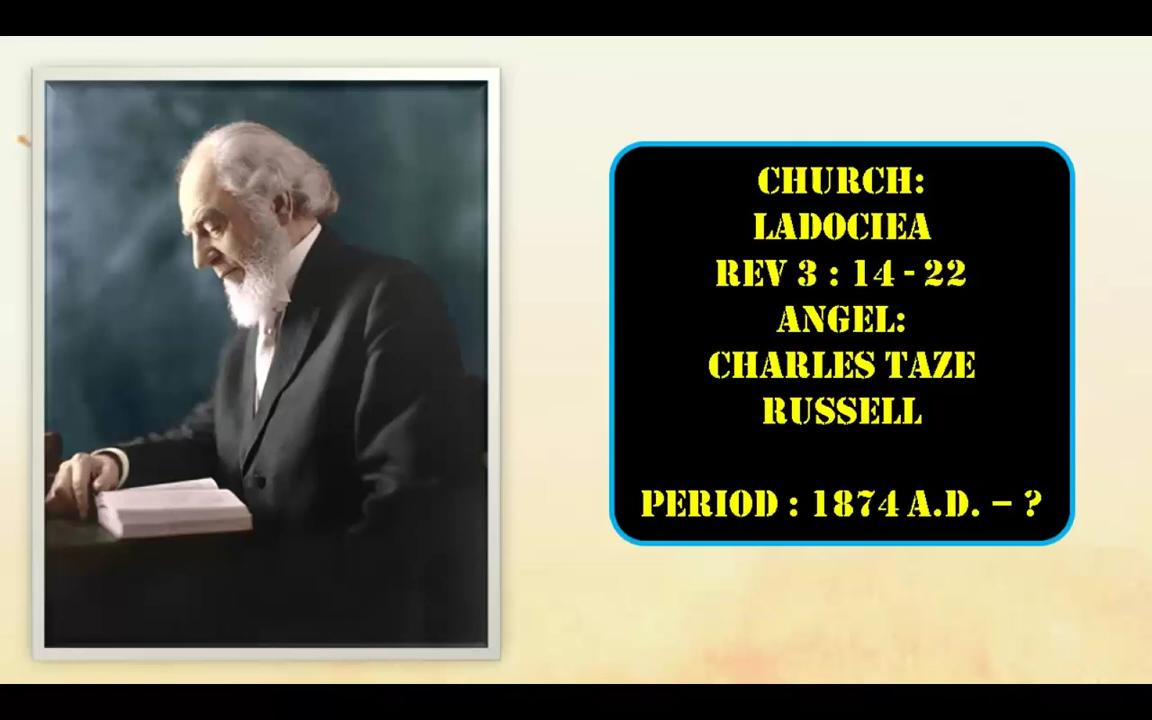 CHURCH:
LADOCIEA
REV 3 : 14 - 22
ANGEL:
CHARLES TAZE
RUSSELL
PERIOD : 1874 A.D. – ?